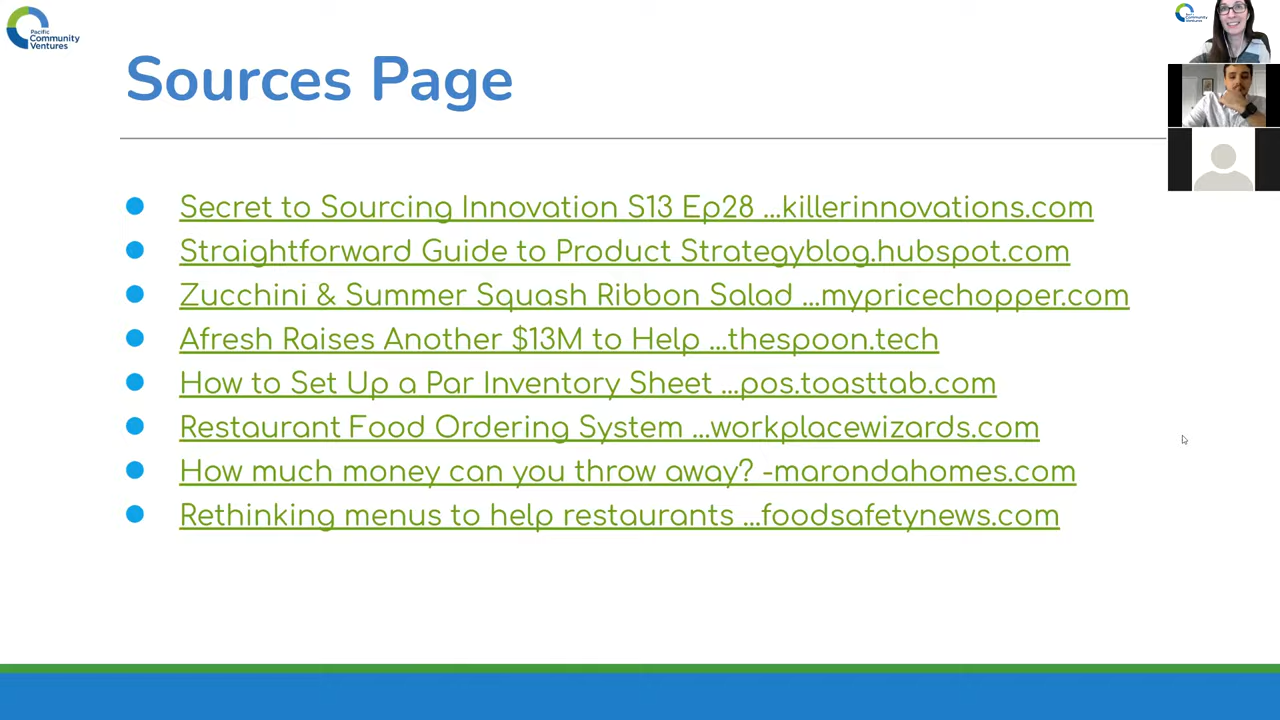 Pacific
Community
Ventures
Sources Page
Secret to Sourcing Innovation S13 Ep28 ...killerinnovations.com
Straightforward Guide to Product Strategyblog.hubspot.com
Zucchini & Summer Squash Ribbon Salad ...mypricechopper.com
Afresh Raises Another $13M to Help ...thespoon.tech
How to Set Up a Par Inventory Sheet ...pos.toasttab.com
Restaurant Food Ordering System ...workplacewizards.com
How much money can you throw away? -marondahomes.com
Rethinking menus to help restaurants ...foodsafetynews.com
Community
Ventures